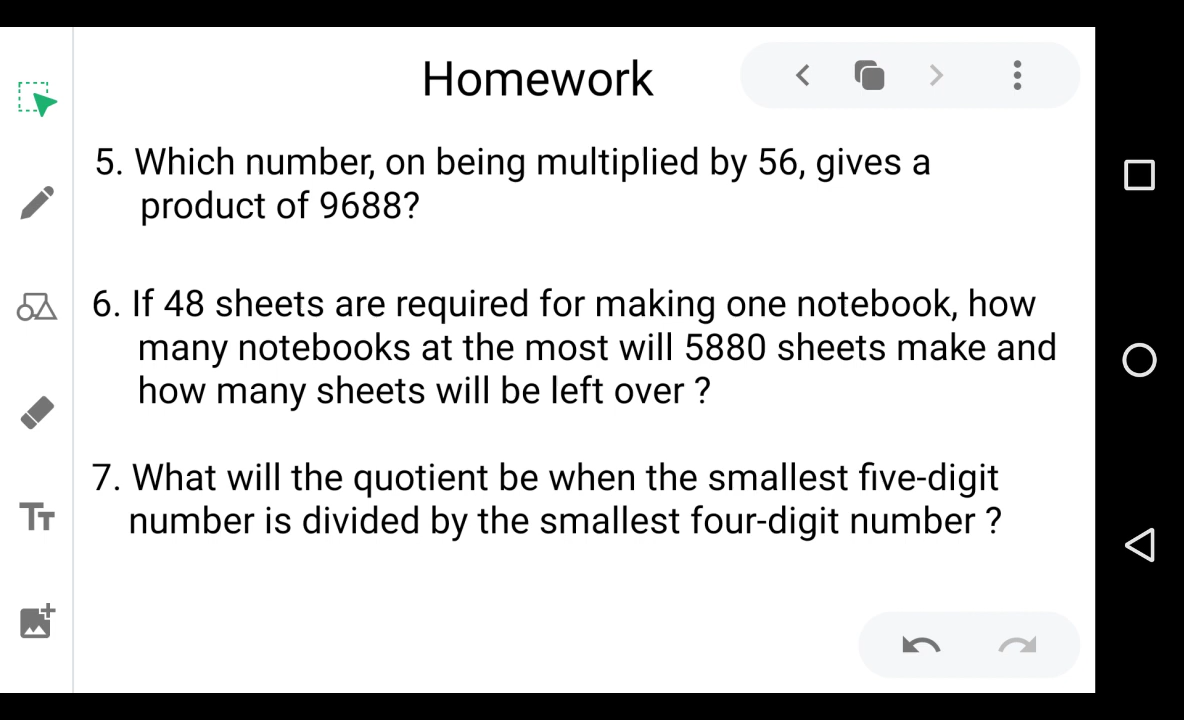 Homework
5. Which number, on being multiplied by 56, gives a
product of 9688?
6. If 48 sheets are required for making one notebook, how
many notebooks at the most will 5880 sheets make and
how many sheets will be left over ?
7. What will the quotient be when the smallest five-digit
number is divided by the smallest four-digit number ?
Tт